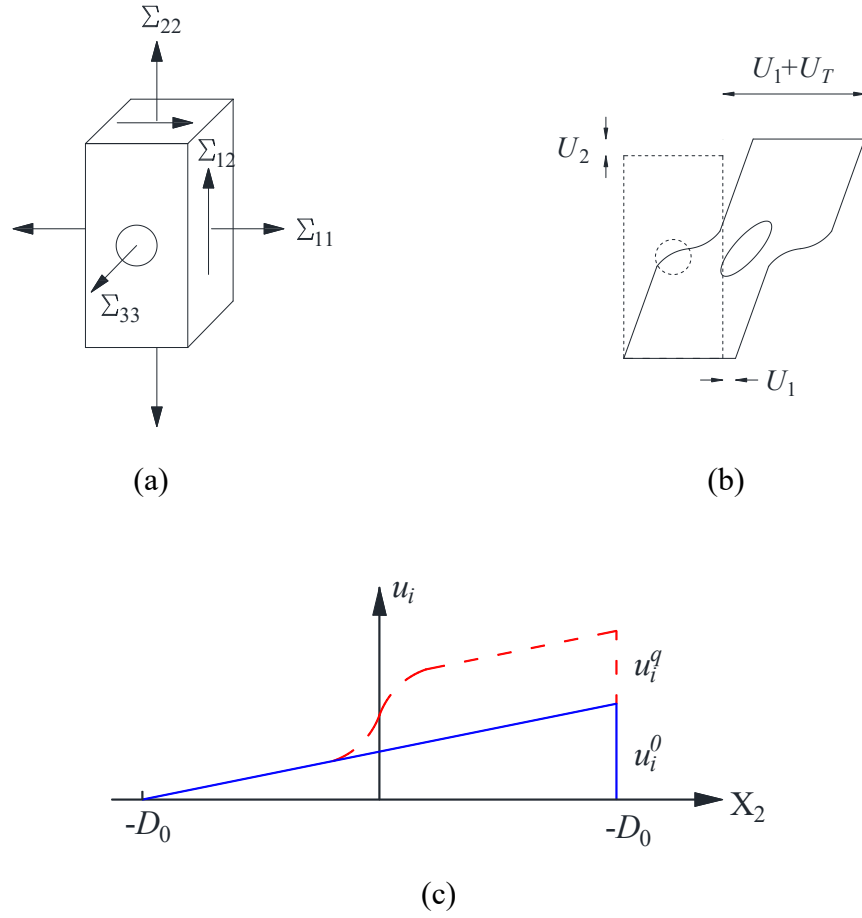 Σ22
U1+UT
U2
Σ12
Σ11
Σ33
U1
(a)
(b)
ui
uiq
ui0
X2
-D0
-D0
(c)